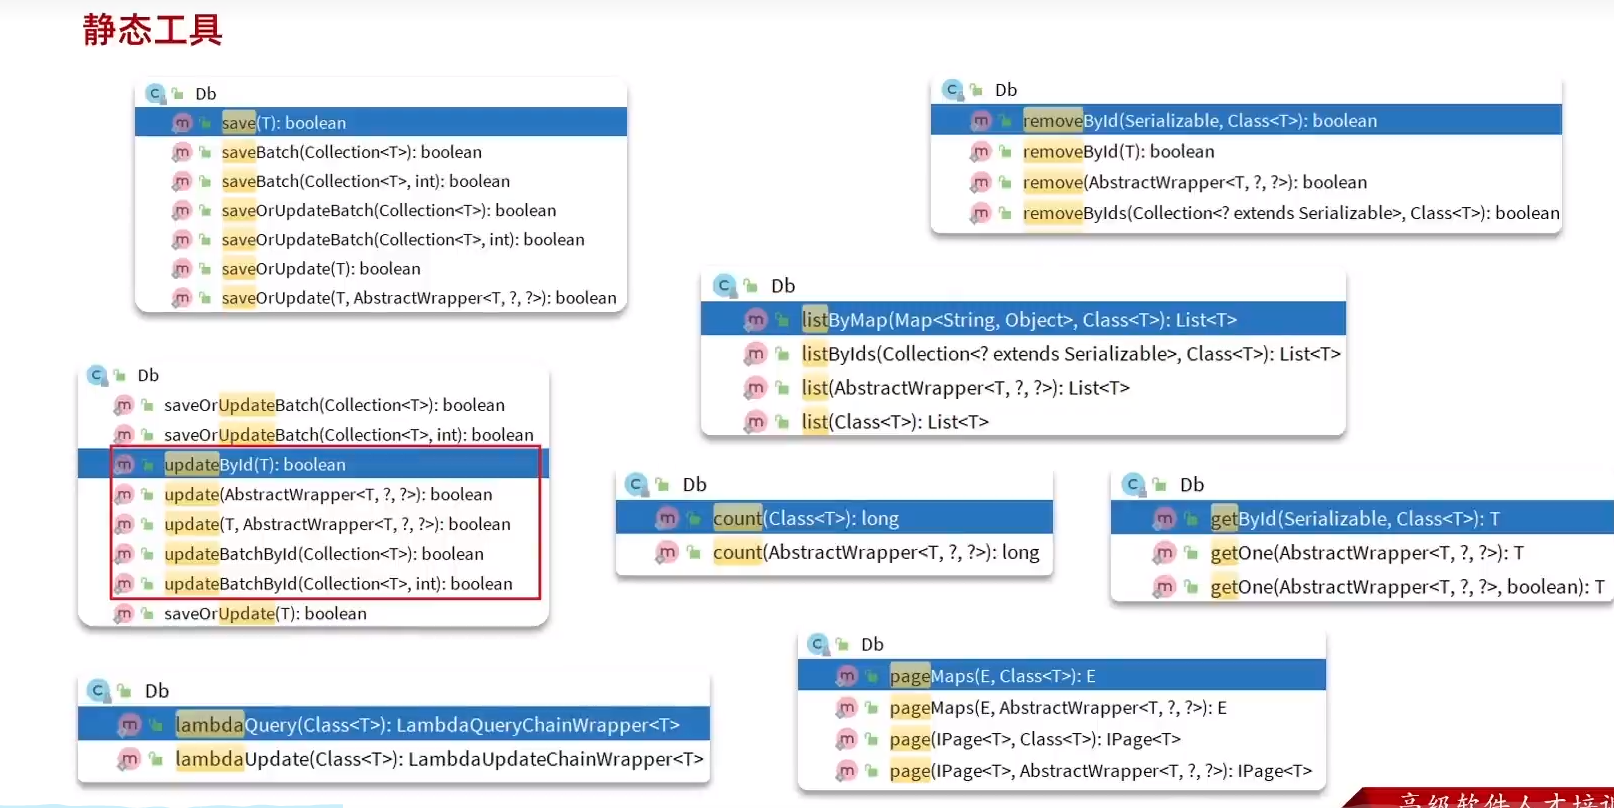 静态工具
Db
save(T): boolean
saveBatch(Collection<T>): boolean
saveBatch(Collection<T>, int): boolean
saveOrUpdateBatch(Collection<T>): boolean
saveOrUpdateBatch(Collection<T>, int): boolean
saveOrUpdate(T): boolean
saveOrUpdate(T, AbstractWrapper<T, ?, ?>): boolean
Db
removeById(Serializable, Class<T>): boolean
removeById(T): boolean
remove(AbstractWrapper<T, ?, ?>): boolean
removeByIds(Collection<? extends Serializable>, Class<T>): boolean
Db
listByMap(Map<String, Object>, Class<T>): List<T>
listByIds(Collection<? extends Serializable>, Class<T>): List<T>
list(AbstractWrapper<T, ?, ?>): List<T>
list(Class<T>): List<T>
Db
saveOrUpdateBatch(Collection<T>): boolean
saveOrUpdateBatch(Collection<T>, int): boolean
updateById(T): boolean
update(AbstractWrapper<T, ?, ?>): boolean
update(T, AbstractWrapper<T, ?, ?>): boolean
updateBatchById(Collection<T>): boolean
updateBatchById(Collection<T>, int): boolean
saveOrUpdate(T): boolean
Db
count(Class<T>): long
count(AbstractWrapper<T, ?, ?>): long
Db
getById(Serializable, Class<T>): T
getOne(AbstractWrapper<T, ?, ?>): T
getOne(AbstractWrapper<T, ?, ?>, boolean): T
Db
lambdaQuery(Class<T>): LambdaQueryChainWrapper<T>
lambdaUpdate(Class<T>): LambdaUpdateChainWrapper<T>
Db
pageMaps(E, Class<T>): E
pageMaps(E, AbstractWrapper<T, ?, ?>): E
page(IPage<T>, Class<T>): IPage<T>
page(IPage<T>, AbstractWrapper<T, ?, ?>): IPage<T>
高级软件人才培训